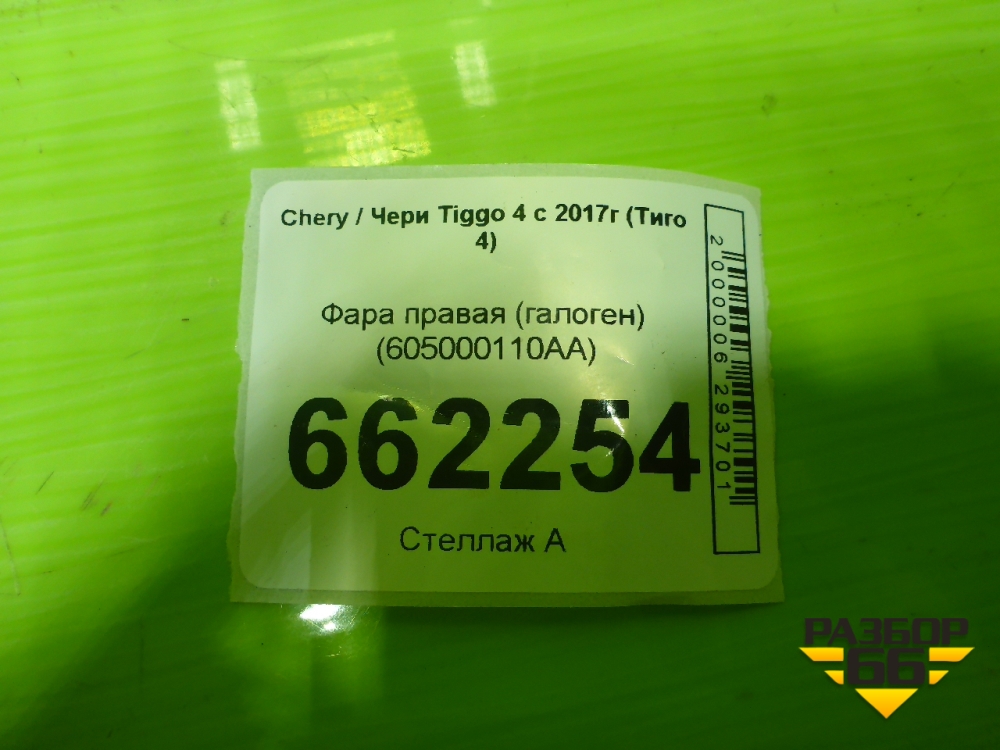 Chery / Чери Tiggo 4 с 2017г (Тиго
4)
Фара правая (галоген)
(605000110AA)
662254
Стеллаж А
2000006293701
РАЗБОР
66